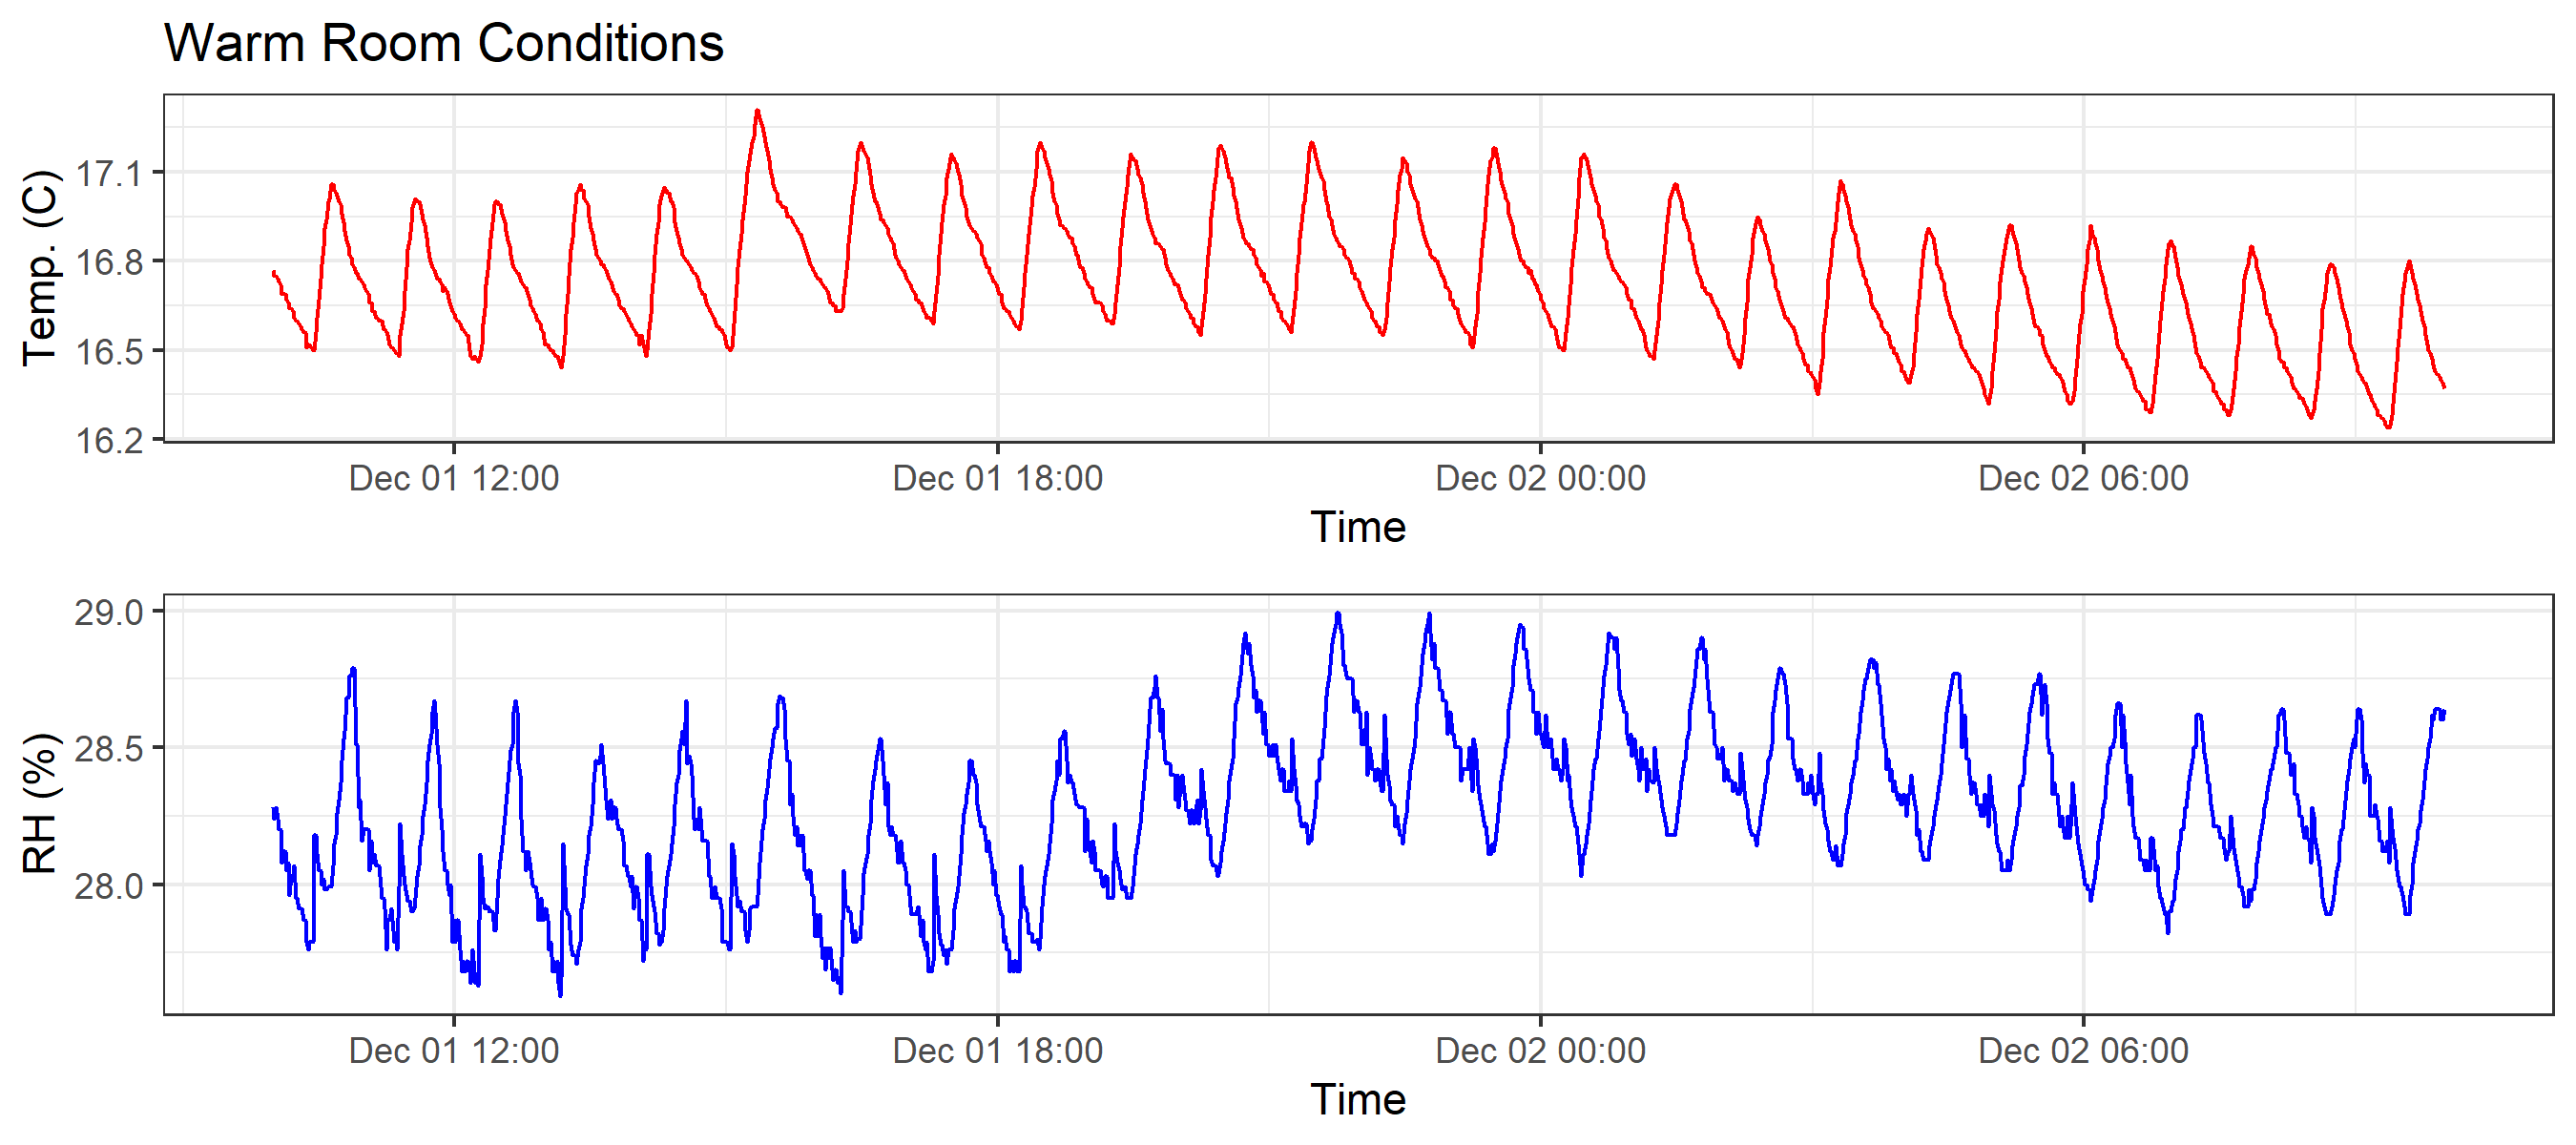 Warm Room Conditions
Temp. (C)
17.1
16.8
16.5
16.2
Dec 01 12:00 Dec 01 18:00 Dec 02 00:00 Dec 02 06:00
Time
RH (%)
29.0
28.5
28.0
Dec 01 12:00 Dec 01 18:00 Dec 02 00:00 Dec 02 06:00
Time